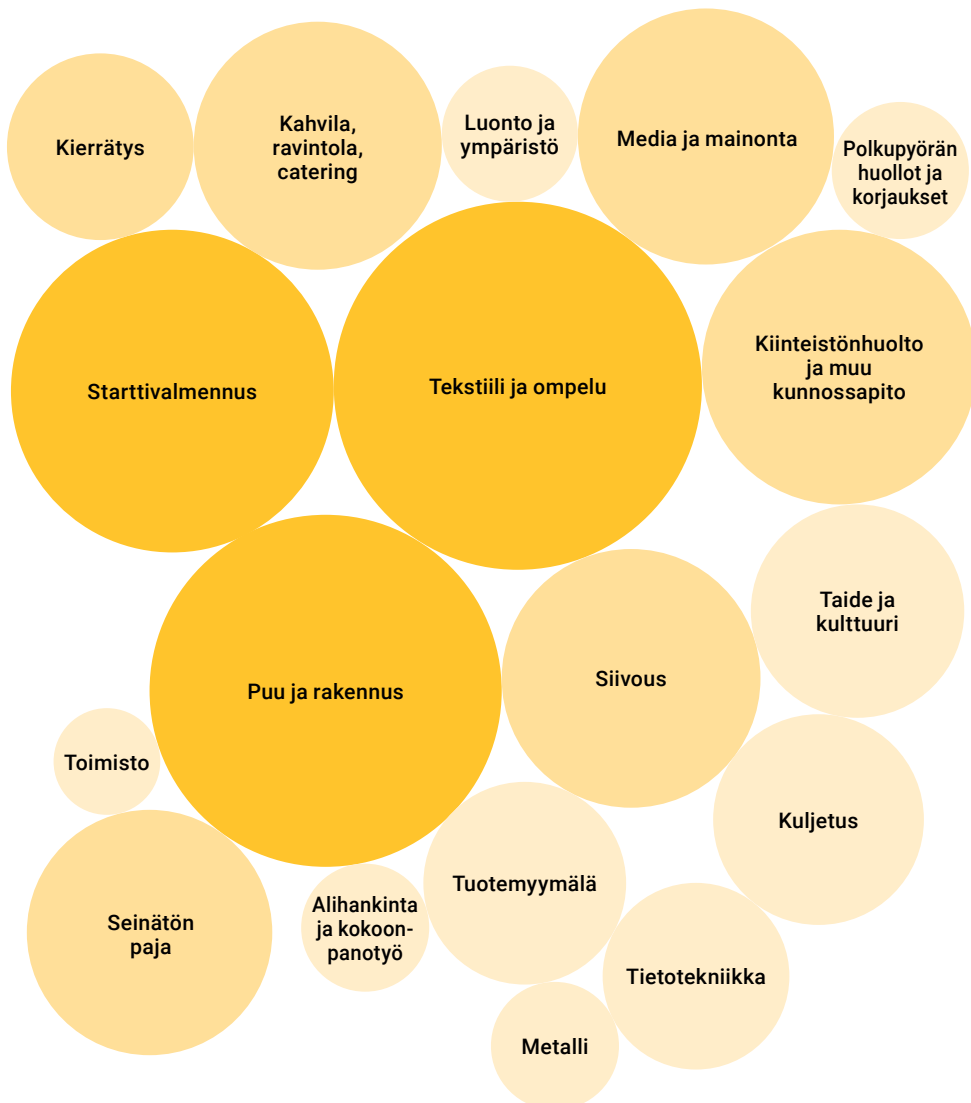 Kierrätys
Kahvila,
ravintola,
catering
Luonto ja
ympäristö
Media ja mainonta
Polkupyörän
huollot ja
korjaukset
Starttivalmennus
Tekstiili ja ompelu
Kiinteistönhuolto
ja muu
kunnossapito
Puu ja rakennus
Siivous
Taide ja
kulttuuri
Toimisto
Kuljetus
Seinätön
paja
Alihankinta
ja kokoon-
panotyö
Tuotemyymälä
Tietotekniikka
Metalli